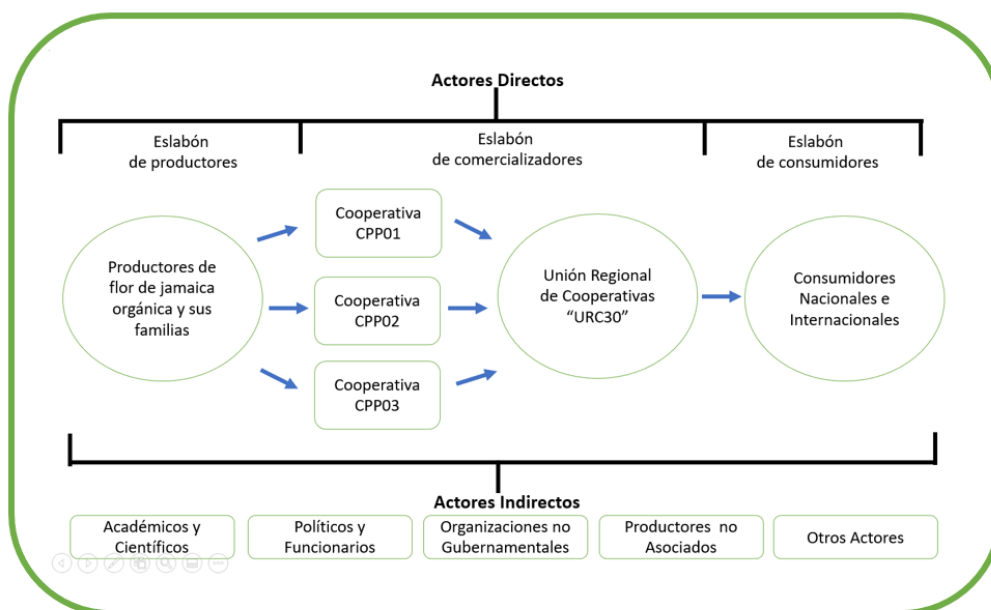 Actores Directos
Eslabón
de productores
Eslabón
de comercializadores
Eslabón
de consumidores
Productores de
flor de jamaica
orgánica y sus
familias
Cooperativa
CPP01
Cooperativa
CPP02
Cooperativa
CPP03
Unión Regional
de Cooperativas
“URC30”
Consumidores
Nacionales e
Internacionales
Actores Indirectos
Académicos y
Científicos
Políticos y
Funcionarios
Organizaciones no
Gubernamentales
Productores no
Asociados
Otros Actores